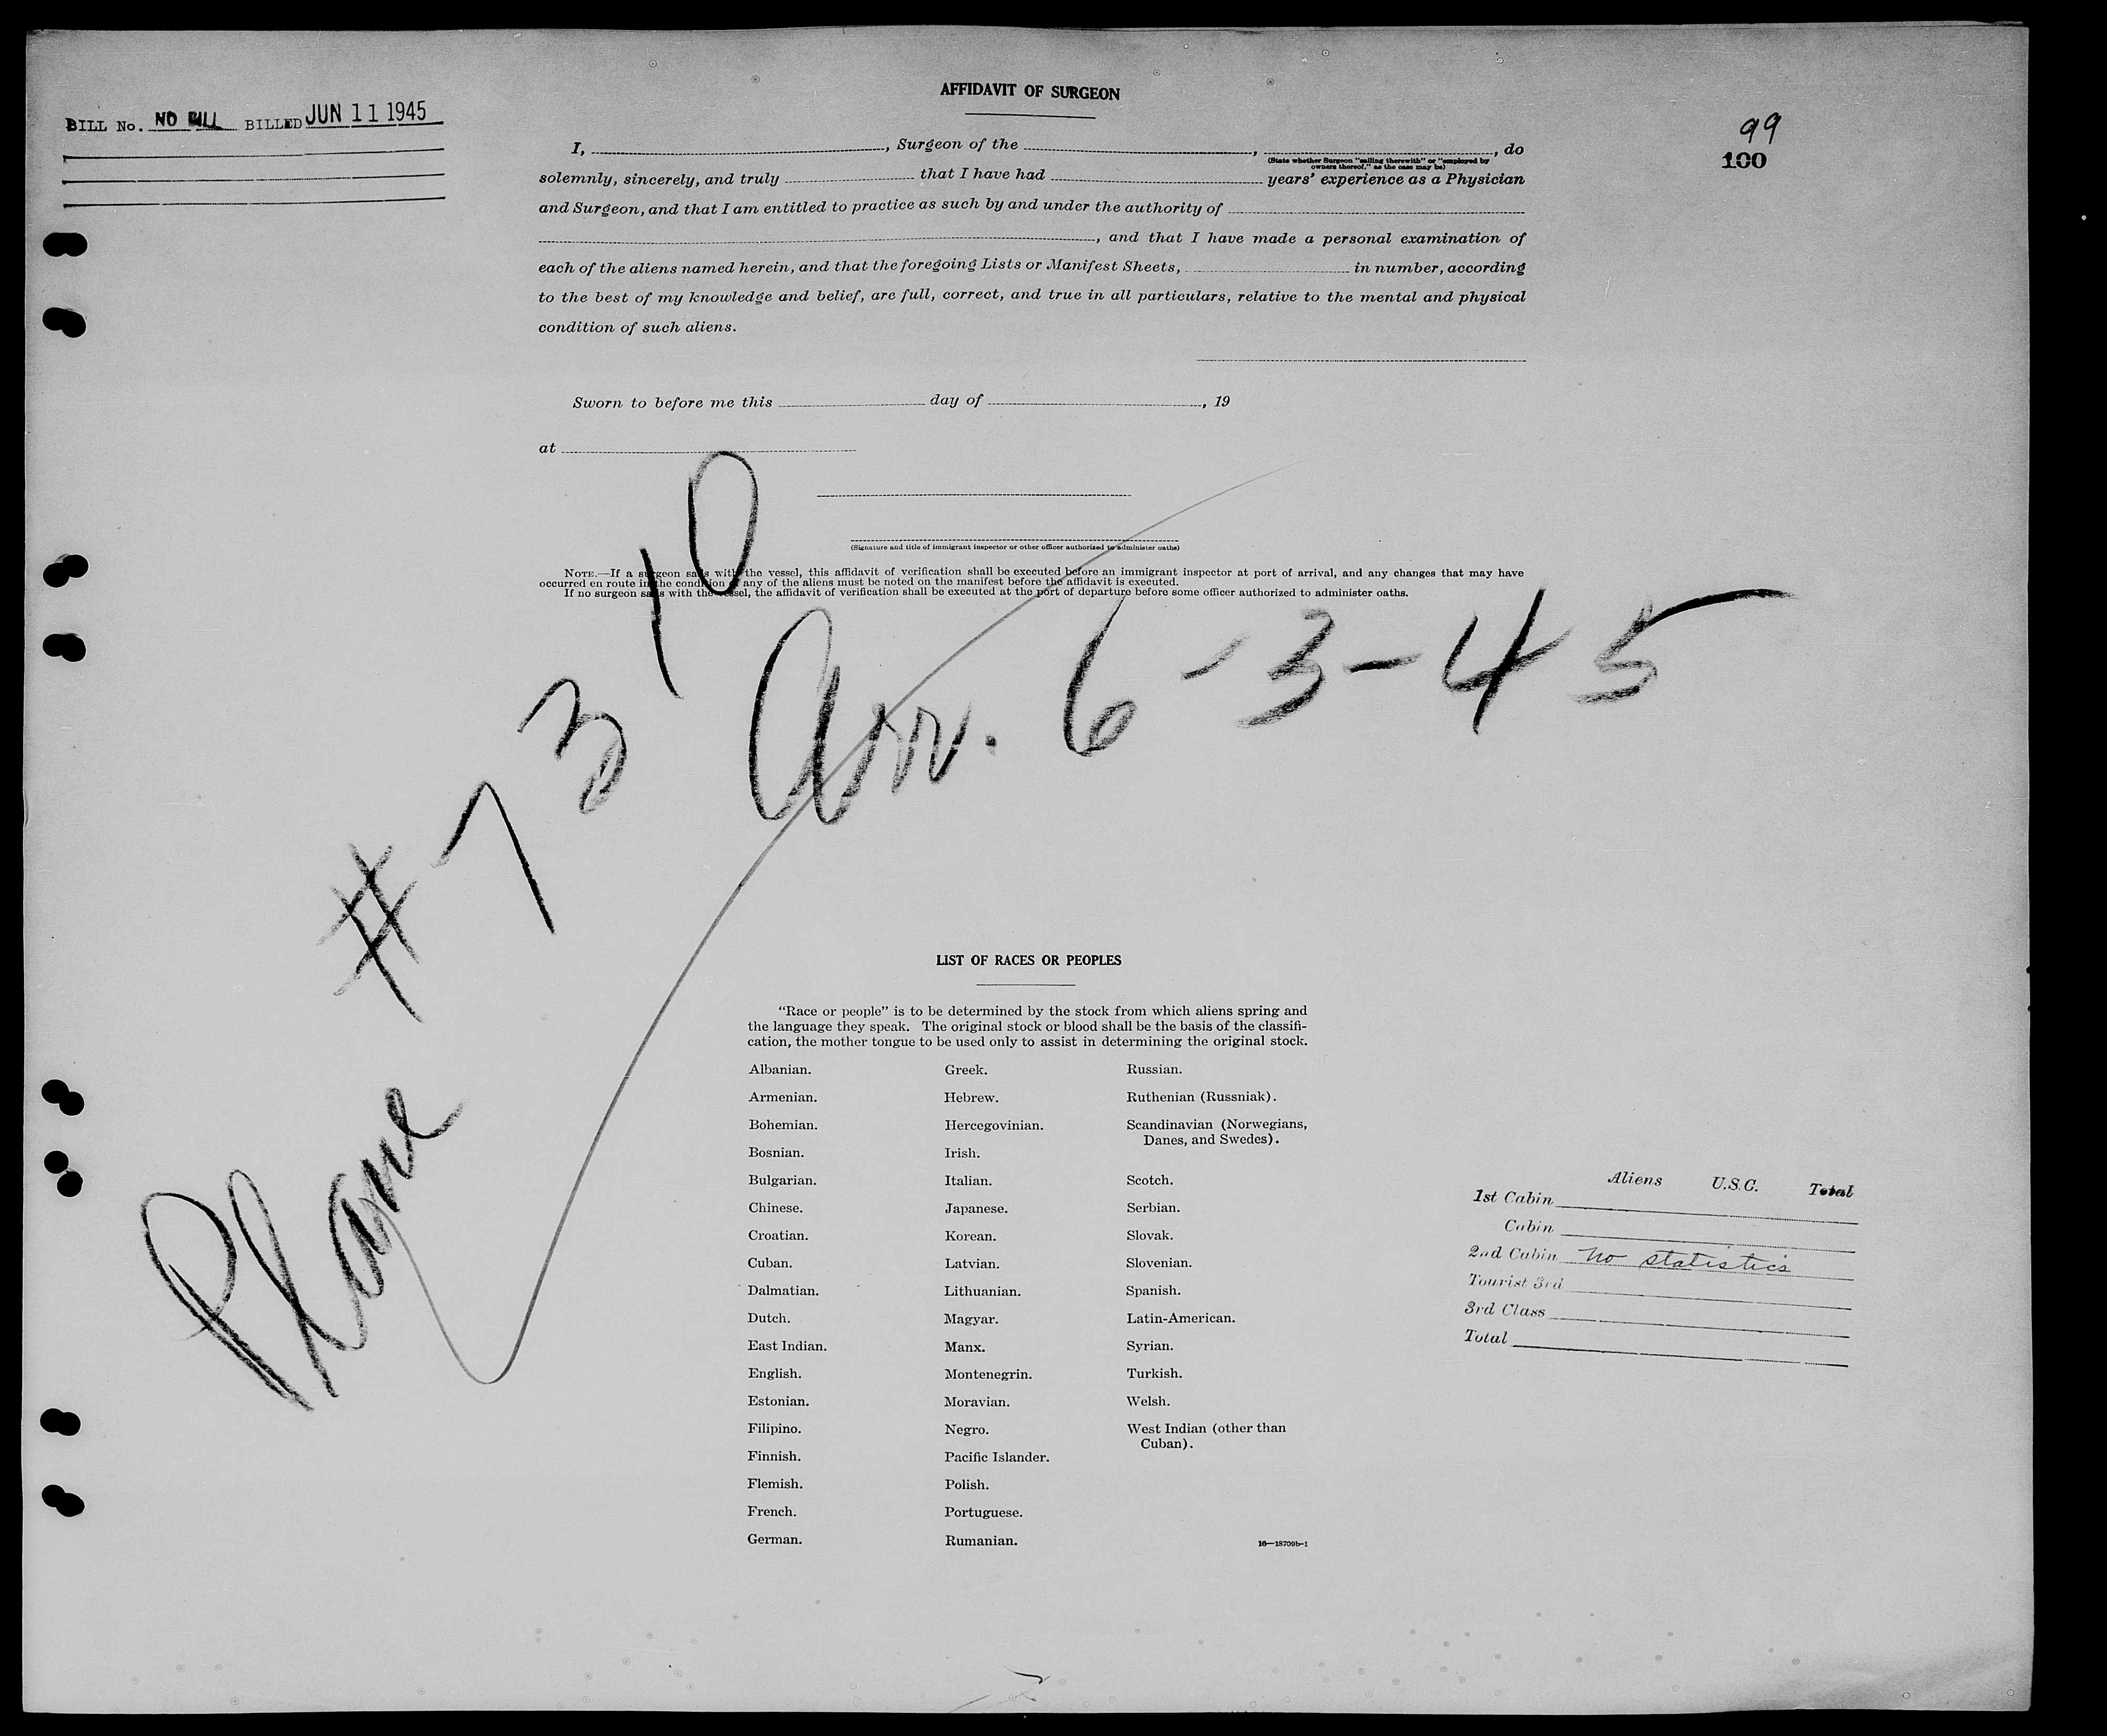 AFFIDAVIT OF SURGEON
BILL No. NO BILL BILLED JUN 11 1945
99
100
I, , Surgeon of the , , do
(State whether Surgeon "sailing therewith" or "employed by
owners thereof," as the case may be)
solemnly, sincerely, and truly that I have had years' experience as a Physician
and Surgeon, and that I am entitled to practice as such by and under the authority of
, and that I have made a personal examination of
each of the aliens named herein, and that the foregoing Lists or Manifest Sheets, in number, according
to the best of my knowledge and belief, are full, correct, and true in all particulars, relative to the mental and physical
condition of such aliens.
Sworn to before me this day of , 19
at
(Signature and title of immigrant inspector or other officer authorized to administer oaths)
NOTE.—If a surgeon sails with the vessel, this affidavit of verification shall be executed before an immigrant inspector at port of arrival, and any changes that may have
occurred en route in the condition of any of the aliens must be noted on the manifest before the affidavit is executed.
If no surgeon sails with the vessel, the affidavit of verification shall be executed at the port of departure before some officer authorized to administer oaths.
Plane #7310
Arr. 6-3-45
LIST OF RACES OR PEOPLES
"Race or people" is to be determined by the stock from which aliens spring and
the language they speak. The original stock or blood shall be the basis of the classifi-
cation, the mother tongue to be used only to assist in determining the original stock.
Albanian. Greek. Russian.
Armenian. Hebrew. Ruthenian (Russniak).
Bohemian. Hercegovinian. Scandinavian (Norwegians,
Danes, and Swedes).
Bosnian. Irish.
Bulgarian. Italian. Scotch.
Chinese. Japanese. Serbian.
Croatian. Korean. Slovak.
Cuban. Latvian. Slovenian.
Dalmatian. Lithuanian. Spanish.
Dutch. Magyar. Latin-American.
East Indian. Manx. Syrian.
English. Montenegrin. Turkish.
Estonian. Moravian. Welsh.
Filipino. Negro. West Indian (other than
Cuban).
Finnish. Pacific Islander.
Flemish. Polish.
French. Portuguese.
German. Rumanian.
16—18709b-1
Aliens U.S.C. Total
1st Cabin
Cabin
2nd Cabin no statistics
Tourist 3rd
3rd Class
Total